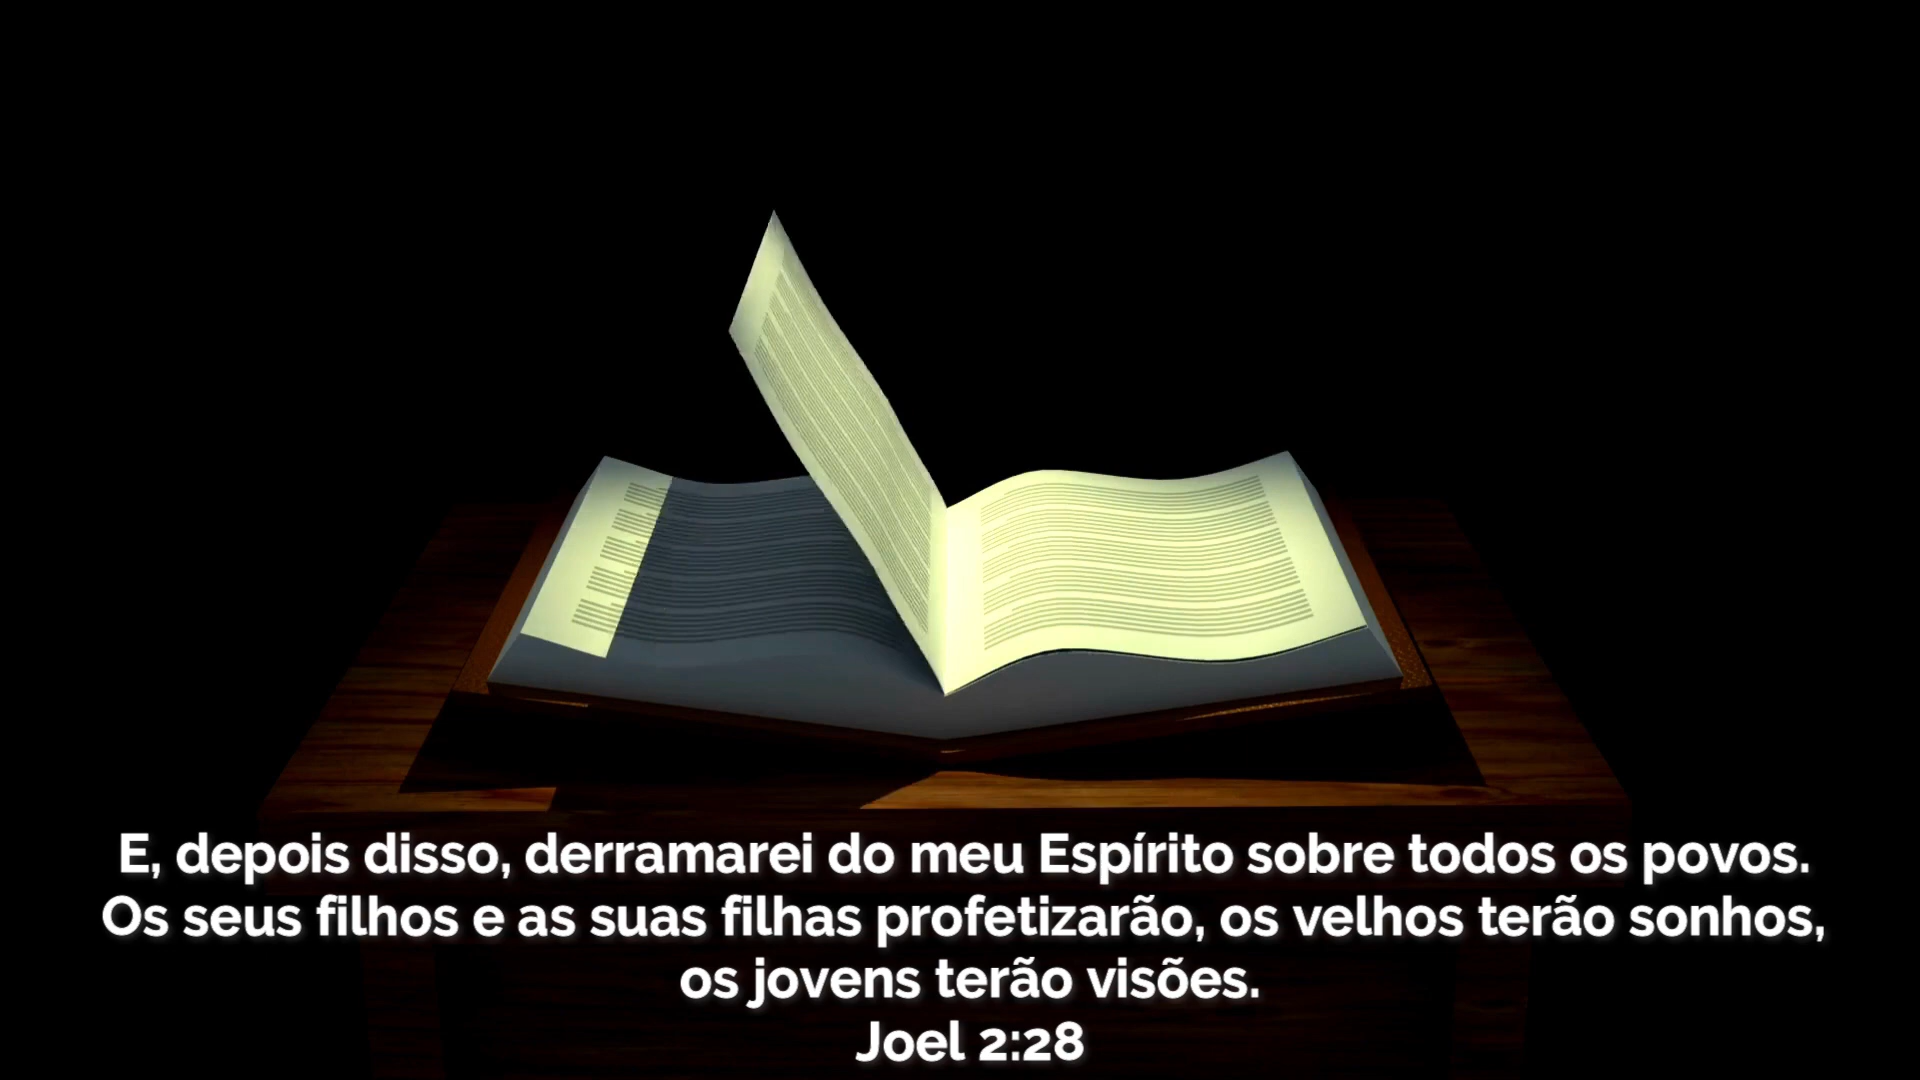 E, depois disso, derramarei do meu Espírito sobre todos os povos.
Os seus filhos e as suas filhas profetizarão, os velhos terão sonhos,
os jovens terão visões.
Joel 2:28